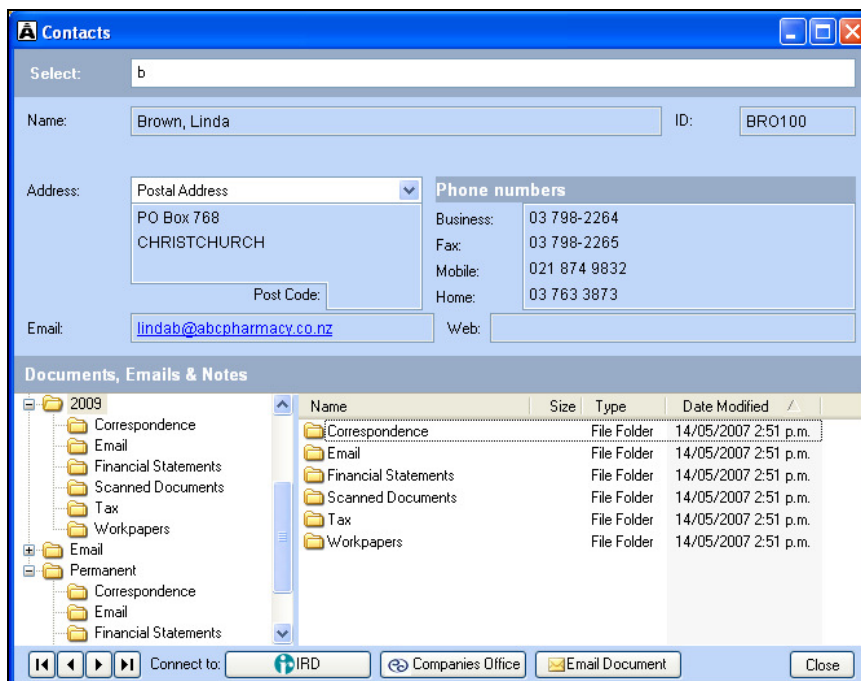 A Contacts
Select: b
Name: Brown, Linda ID: BRO100
Address: Postal Address Phone numbers
PO Box 768 Business: 03 798-2264
CHRISTCHURCH Fax: 03 798-2265
Mobile: 021 874 9832
Post Code: Home: 03 763 3873
Email: lindab@abcpharmacy.co.nz Web:
Documents, Emails & Notes
2009 Name Size Type Date Modified
Correspondence Correspondence File Folder 14/05/2007 2:51 p.m.
Email Email File Folder 14/05/2007 2:51 p.m.
Financial Statements Financial Statements File Folder 14/05/2007 2:51 p.m.
Scanned Documents Scanned Documents File Folder 14/05/2007 2:51 p.m.
Tax Tax File Folder 14/05/2007 2:51 p.m.
Workpapers Workpapers File Folder 14/05/2007 2:51 p.m.
Email
Permanent
Correspondence
Email
Financial Statements
Connect to: IRD Companies Office Email Document Close